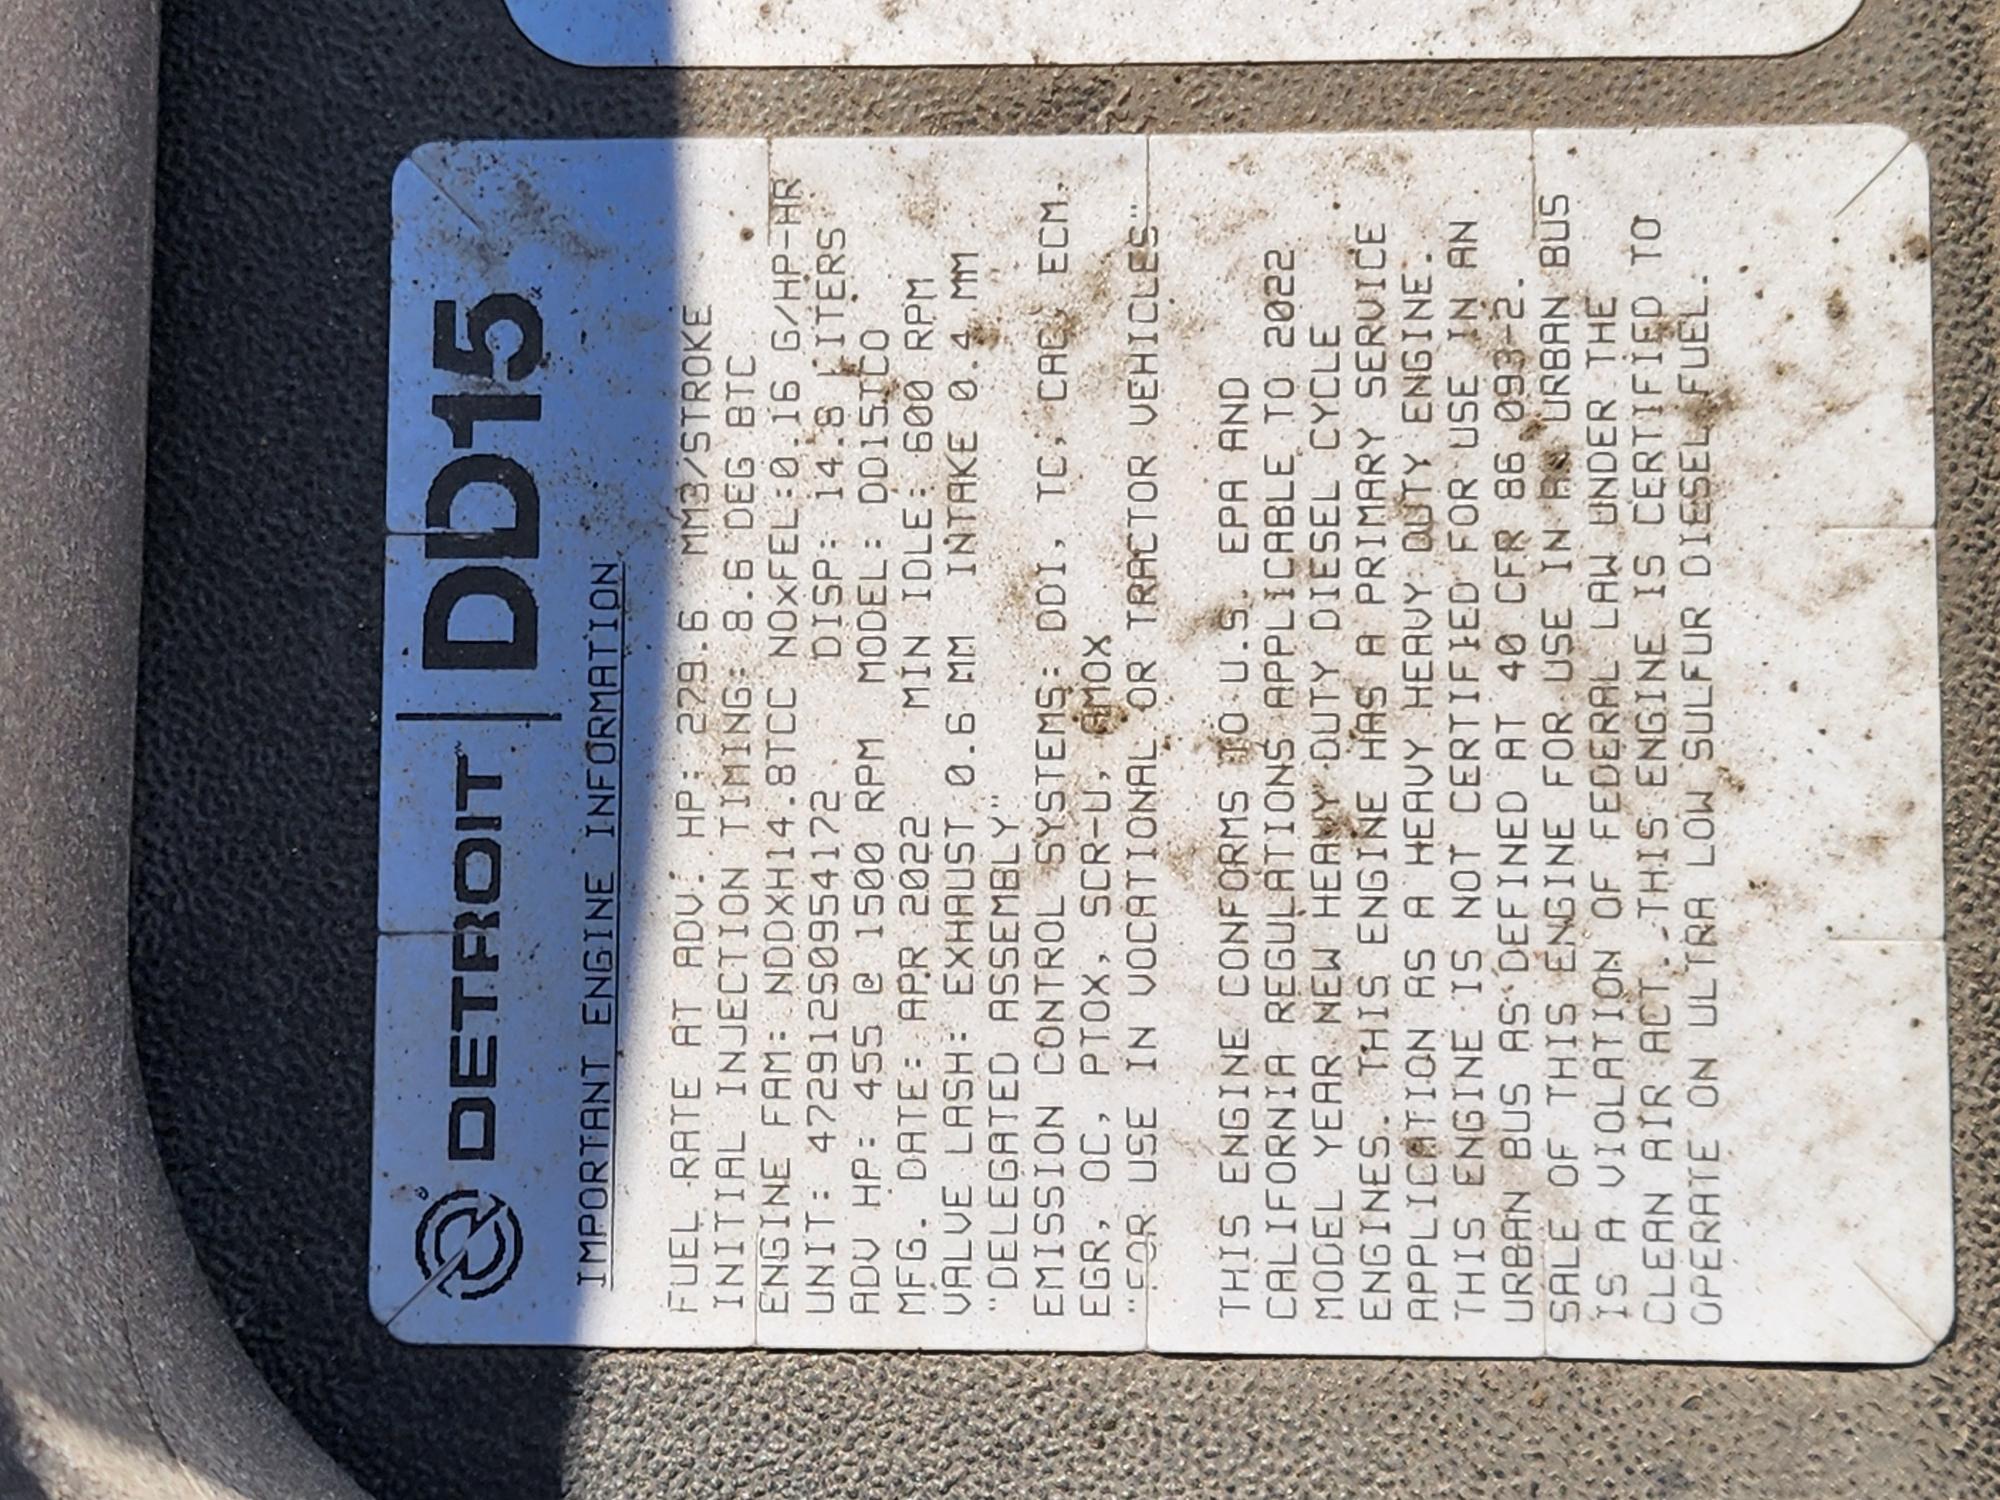 DETROIT | DD15
IMPORTANT ENGINE INFORMATION
FUEL RATE AT ADV. HP: 279.6 MM3/STROKE
INITIAL INJECTION TIMING: 8.6 DEG BTC
ENGINE FAM: NDDXH14.8TCC NOxFEL:0.16 G/HP-HR
UNIT: 472912S0954172 DISP: 14.8 LITERS
ADV HP: 455 @ 1500 RPM MODEL: DD15TCO
MFG. DATE: APR 2022 MIN IDLE: 600 RPM
VALVE LASH: EXHAUST 0.6 MM INTAKE 0.4 MM
"DELEGATED ASSEMBLY"
EMISSION CONTROL SYSTEMS: DDI, TC, CAC, ECM,
EGR, OC, PTOX, SCR-U, AMOX
"FOR USE IN VOCATIONAL OR TRACTOR VEHICLES"
THIS ENGINE CONFORMS TO U.S. EPA AND
CALIFORNIA REGULATIONS APPLICABLE TO 2022
MODEL YEAR NEW HEAVY DUTY DIESEL CYCLE
ENGINES. THIS ENGINE HAS A PRIMARY SERVICE
APPLICATION AS A HEAVY HEAVY DUTY ENGINE.
THIS ENGINE IS NOT CERTIFIED FOR USE IN AN
URBAN BUS AS DEFINED AT 40 CFR 86.093-2.
SALE OF THIS ENGINE FOR USE IN AN URBAN BUS
IS A VIOLATION OF FEDERAL LAW UNDER THE
CLEAN AIR ACT. THIS ENGINE IS CERTIFIED TO
OPERATE ON ULTRA LOW SULFUR DIESEL FUEL.